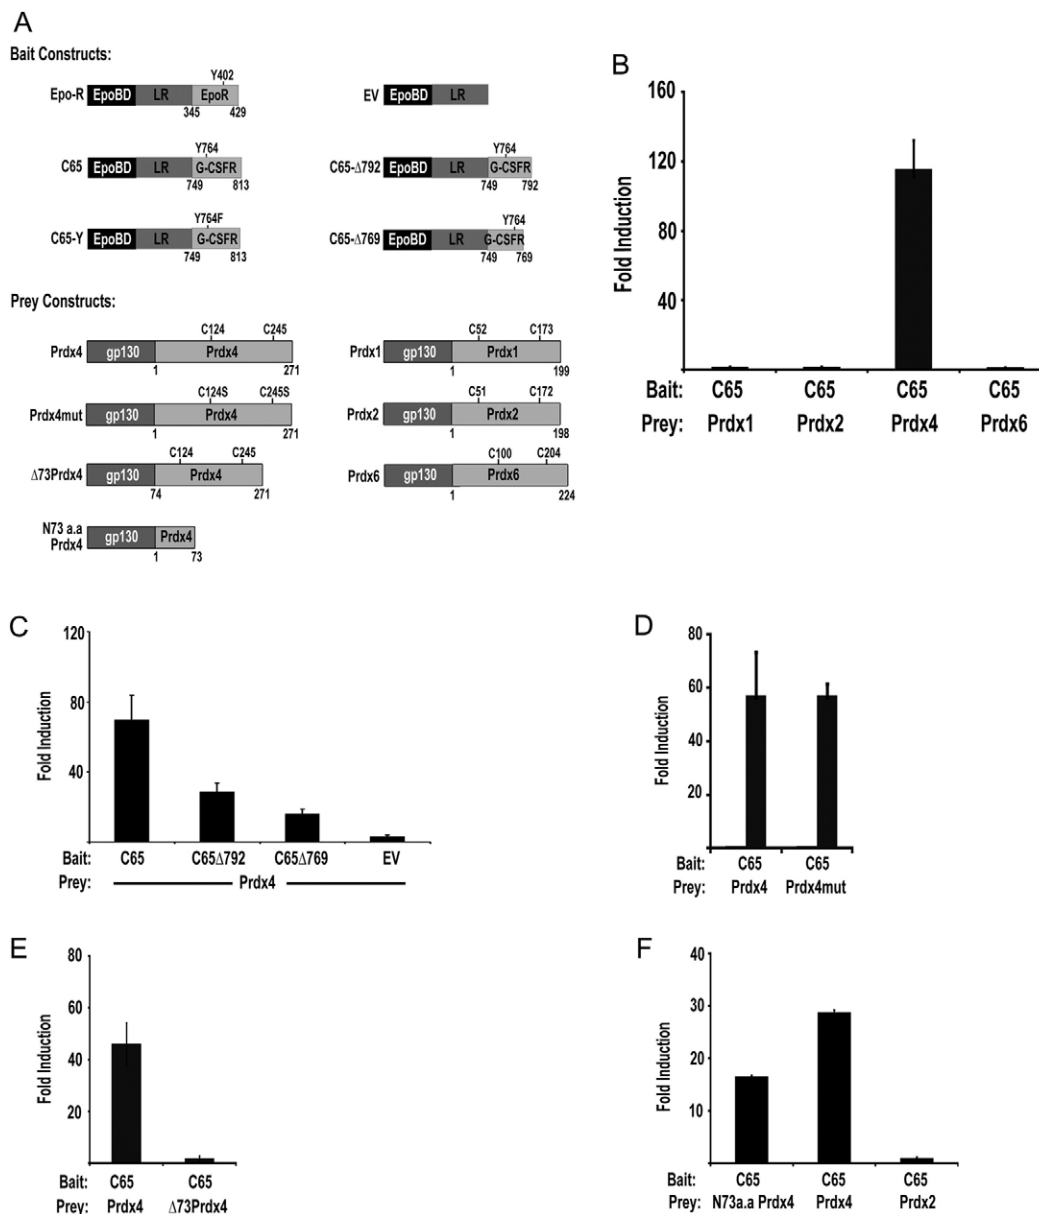 A
Bait Constructs:
Epo-R EpoBD LR EpoR
Y402
345 429
EV EpoBD LR
C65 EpoBD LR G-CSFR
Y764
749 813
C65-Δ792 EpoBD LR G-CSFR
Y764
749 792
C65-Y EpoBD LR G-CSFR
Y764F
749 813
C65-Δ769 EpoBD LR G-CSFR
Y764
749 769
Prey Constructs:
Prdx4 gp130 Prdx4
C124 C245
1 271
Prdx1 gp130 Prdx1
C52 C173
1 199
Prdx4mut gp130 Prdx4
C124S C245S
1 271
Prdx2 gp130 Prdx2
C51 C172
1 198
Δ73Prdx4 gp130 Prdx4
C124 C245
74 271
Prdx6 gp130 Prdx6
C100 C204
1 224
N73 a.a
Prdx4
gp130 Prdx4
1 73
B
Fold Induction
160
120
80
40
Bait: C65 C65 C65 C65
Prey: Prdx1 Prdx2 Prdx4 Prdx6
C
Fold Induction
120
80
40
Bait: C65 C65Δ792 C65Δ769 EV
Prey: Prdx4
D
Fold Induction
80
60
40
20
Bait: C65 C65
Prey: Prdx4 Prdx4mut
E
Fold Induction
80
60
40
20
Bait: C65 C65
Prey: Prdx4 Δ73Prdx4
F
Fold Induction
40
30
20
10
Bait: C65 C65 C65
Prey: N73a.a Prdx4 Prdx4 Prdx2